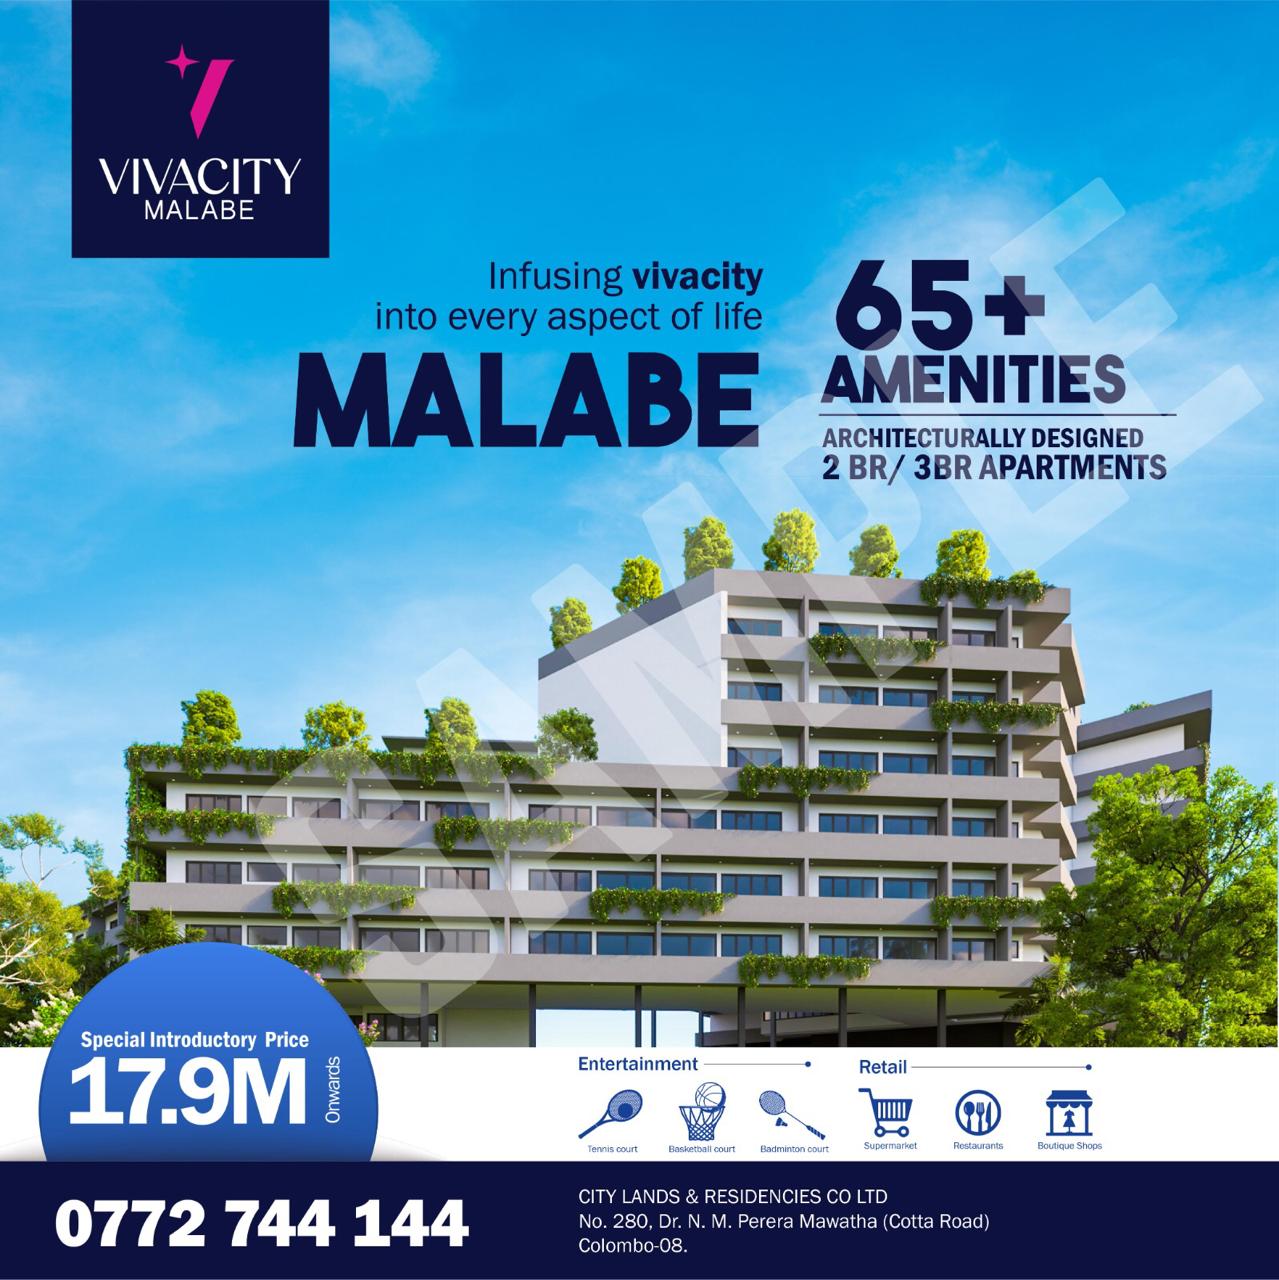 VIVACITY
MALABE
Infusing vivacity
into every aspect of life
MALABE
65+
AMENITIES
ARCHITECTURALLY DESIGNED
2 BR/ 3BR APARTMENTS
SAMPLE
Special Introductory Price
17.9M
Onwards
Entertainment
Tennis court
Basketball court
Badminton court
Retail
Supermarket
Restaurants
Boutique Shops
0772 744 144
CITY LANDS & RESIDENCIES CO LTD
No. 280, Dr. N. M. Perera Mawatha (Cotta Road)
Colombo-08.